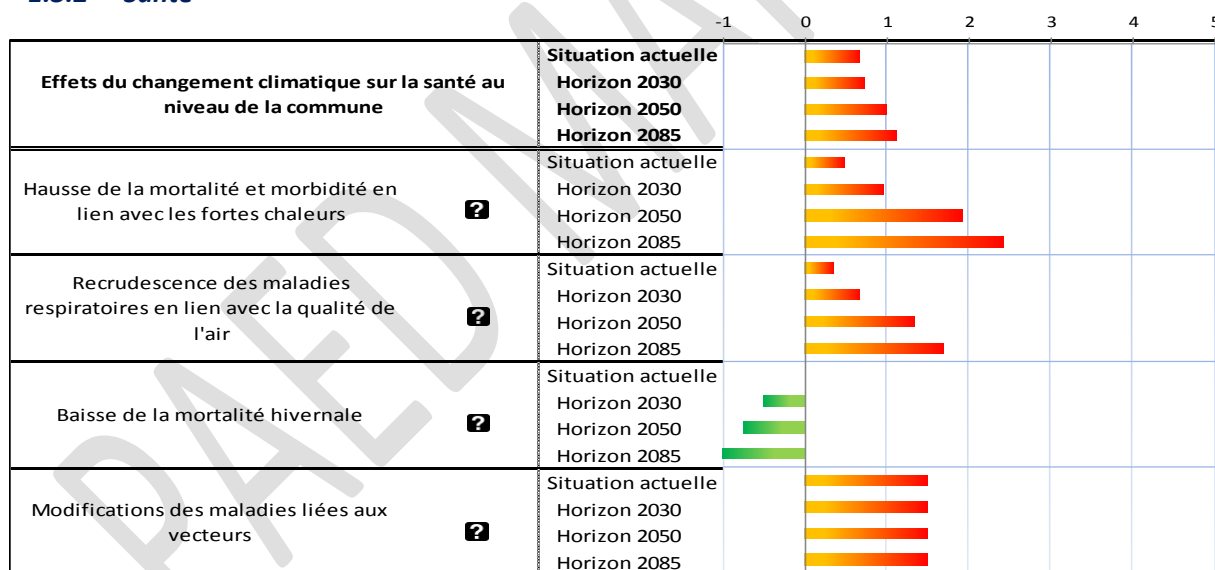 Santé
-1 0 1 2 3 4 5
Effets du changement climatique sur la santé au
niveau de la commune
Situation actuelle
Horizon 2030
Horizon 2050
Horizon 2085
Hausse de la mortalité et morbidité en
lien avec les fortes chaleurs
?
Situation actuelle
Horizon 2030
Horizon 2050
Horizon 2085
Recrudescence des maladies
respiratoires en lien avec la qualité de
l'air
?
Situation actuelle
Horizon 2030
Horizon 2050
Horizon 2085
Baisse de la mortalité hivernale
?
Situation actuelle
Horizon 2030
Horizon 2050
Horizon 2085
Modifications des maladies liées aux
vecteurs
?
Situation actuelle
Horizon 2030
Horizon 2050
Horizon 2085
PAED